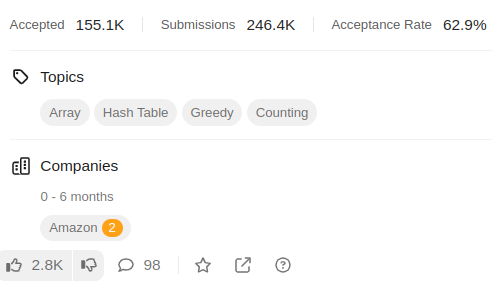 Accepted 155.1K Submissions 246.4K Acceptance Rate 62.9%
Topics
Array Hash Table Greedy Counting
Companies
0 - 6 months
Amazon 2
2.8K 98